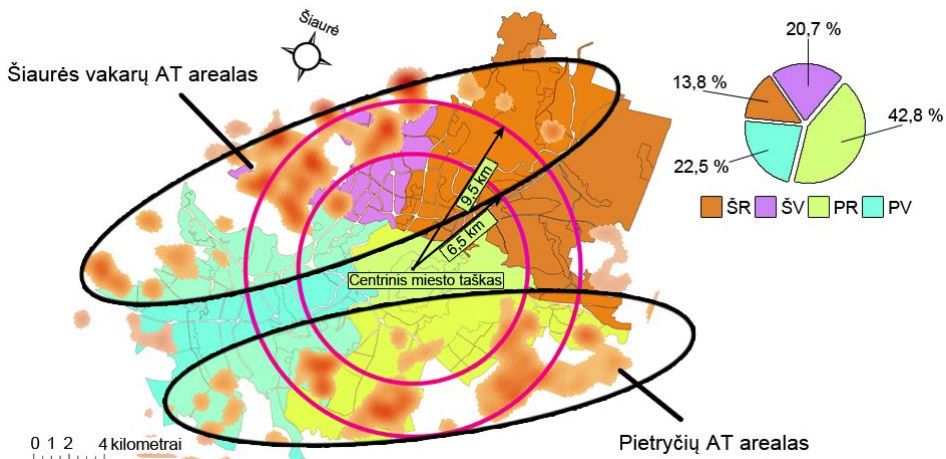 Šiaurė
Šiaurės vakarų AT arealas
9,5 km
6,5 km
Centrinis miesto taškas
Pietryčių AT arealas
0 1 2 4 kilometrai
20,7 %
13,8 %
42,8 %
22,5 %
ŠR ŠV PR PV